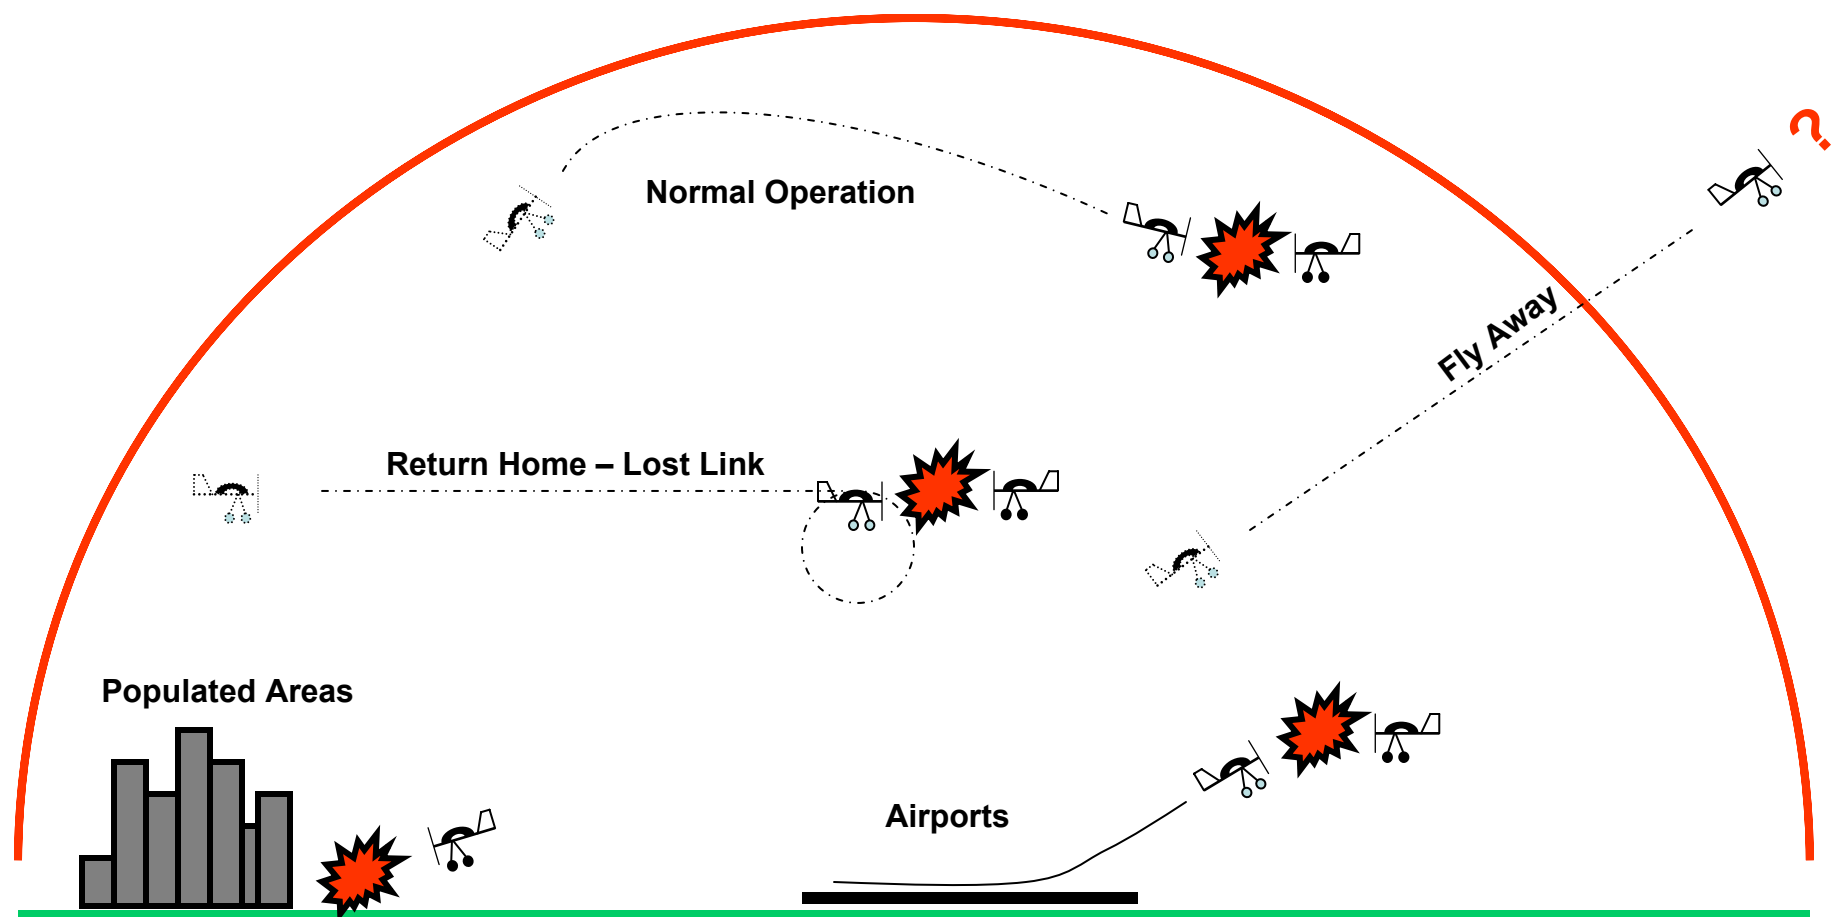 ?
Normal Operation
Fly Away
Return Home – Lost Link
Populated Areas
Airports